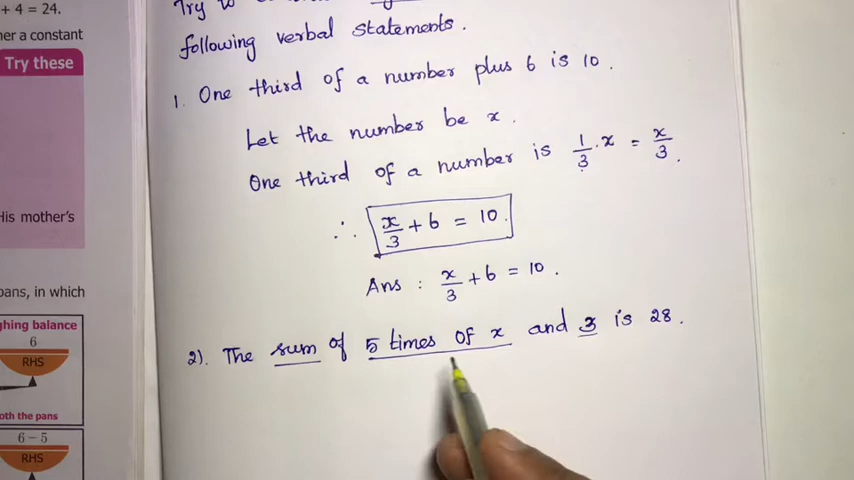 + 4 = 24.
her a constant
Try these
His mother's
pans, in which
ghing balance
6
RHS
oth the pans
6 – 5
RHS
Try to
following verbal statements.
1. One third of a number plus 6 is 10.
Let the number be x.
One third of a number is 1/3 . x = x/3.
∴ x/3 + 6 = 10.
Ans : x/3 + 6 = 10.
2). The sum of 5 times of x and 3 is 28.